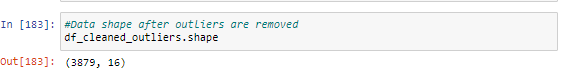 In [183]: #Data shape after outliers are removed
df_cleaned_outliers.shape
Out[183]: (3879, 16)